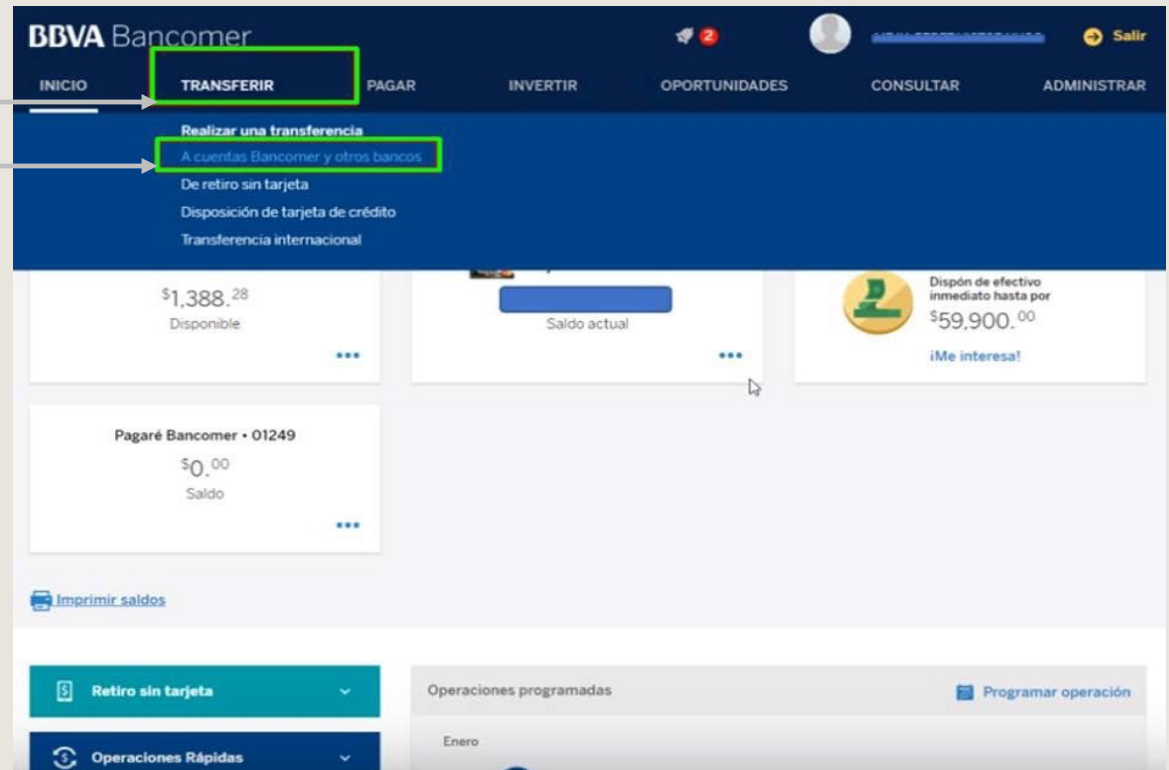 BBVA Bancomer
2
Salir
INICIO TRANSFERIR PAGAR INVERTIR OPORTUNIDADES CONSULTAR ADMINISTRAR
Realizar una transferencia
A cuentas Bancomer y otros bancos
De retiro sin tarjeta
Disposición de tarjeta de crédito
Transferencia internacional
$1,388.28
Disponible
Saldo actual
Dispón de efectivo
inmediato hasta por
$59,900.00
¡Me interesa!
Pagaré Bancomer • 01249
$0.00
Saldo
Imprimir saldos
Retiro sin tarjeta
Operaciones programadas
Programar operación
Enero
Operaciones Rápidas